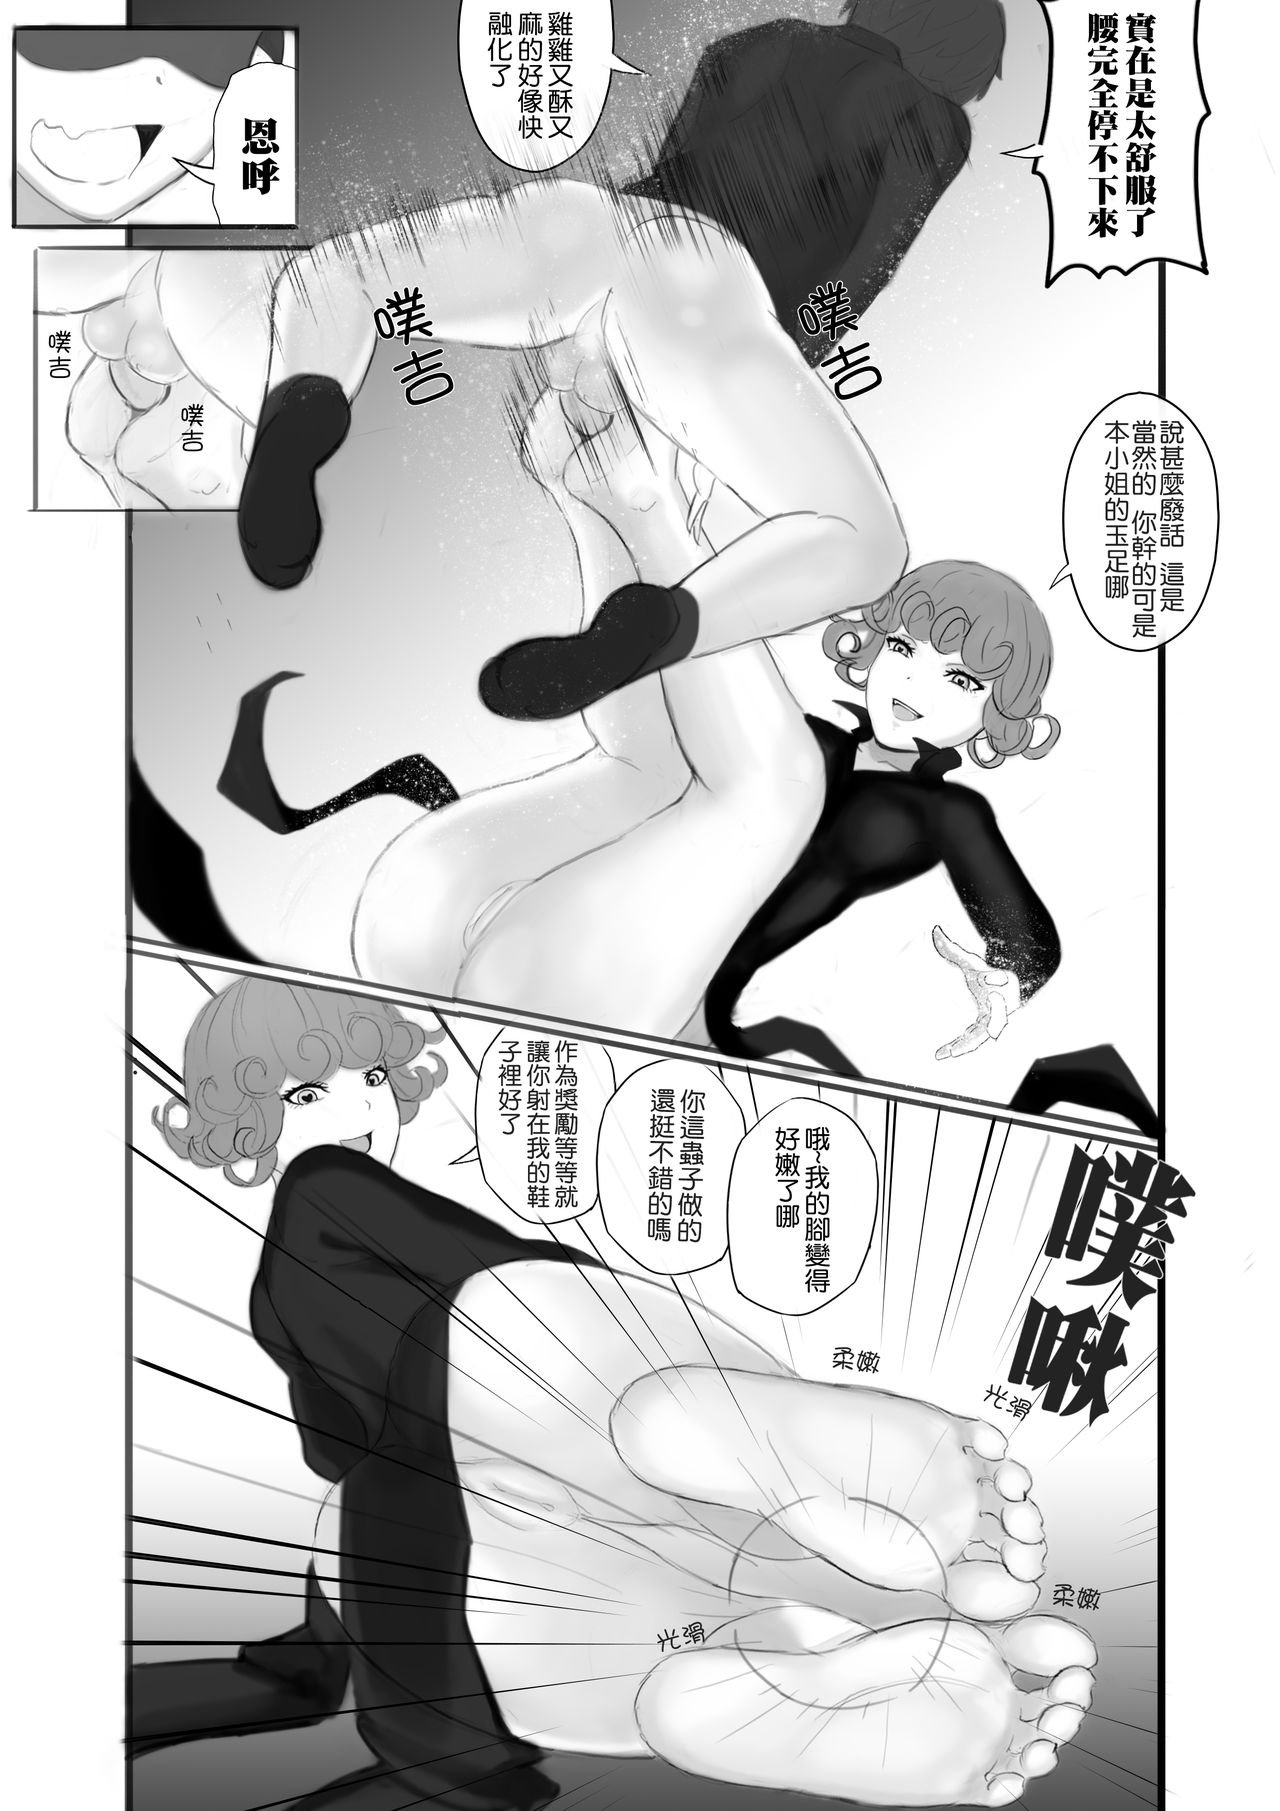 實在是太舒服了
腰完全停不下來
雞雞又酥又
麻的好像快
融化了
恩呼
噗吉
噗吉
噗吉
噗吉
說甚麼廢話 這是
當然的 你幹的可是
本小姐的玉足哪
噗啾
哦~我的腳變得
好嫩了哪
你這蟲子做的
還挺不錯的嗎
作為獎勵等等就
讓你射在我的鞋
子裡好了
柔嫩
光滑
柔嫩
光滑